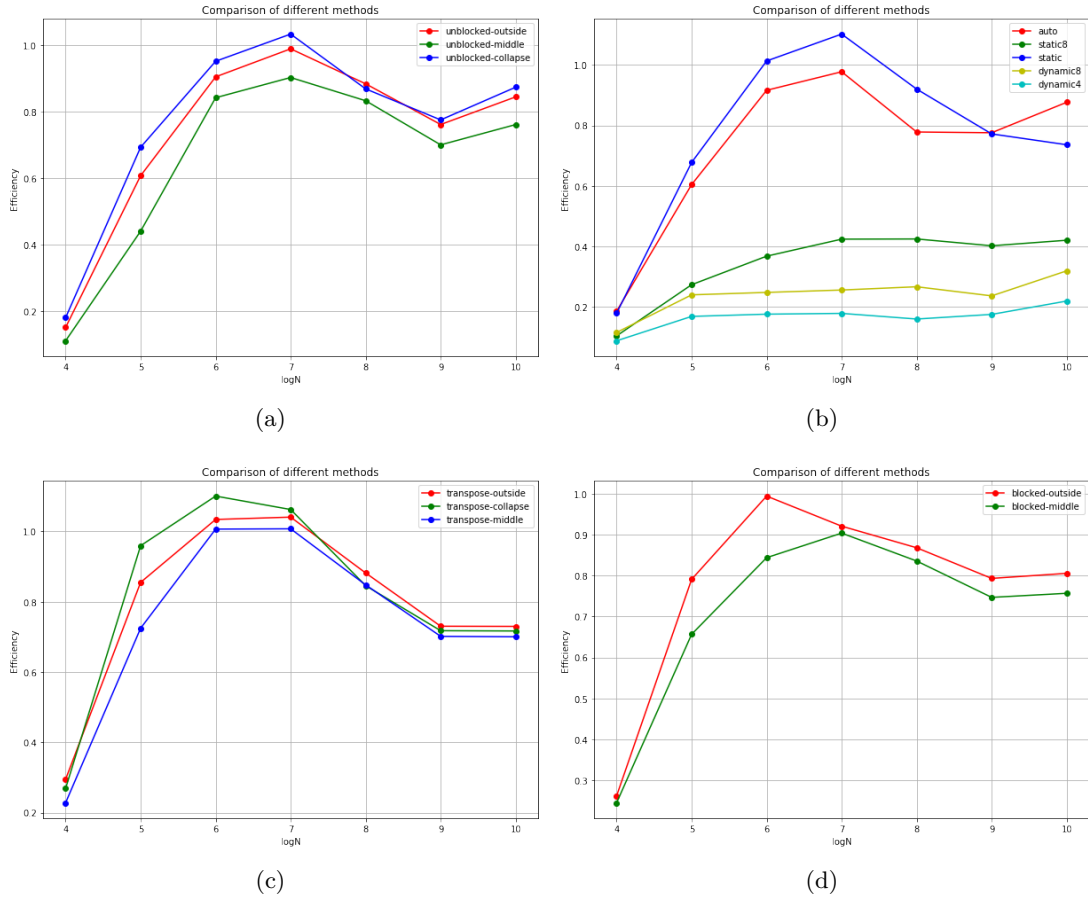 Comparison of different methods
unblocked-outside
unblocked-middle
unblocked-collapse
Efficiency
1.0
0.8
0.6
0.4
0.2
4 5 6 7 8 9 10
logN
(a)
Comparison of different methods
auto
static8
static
dynamic8
dynamic4
Efficiency
1.0
0.8
0.6
0.4
0.2
4 5 6 7 8 9 10
logN
(b)
Comparison of different methods
transpose-outside
transpose-collapse
transpose-middle
Efficiency
1.0
0.8
0.6
0.4
0.2
4 5 6 7 8 9 10
logN
(c)
Comparison of different methods
blocked-outside
blocked-middle
Efficiency
1.0
0.9
0.8
0.7
0.6
0.5
0.4
0.3
4 5 6 7 8 9 10
logN
(d)